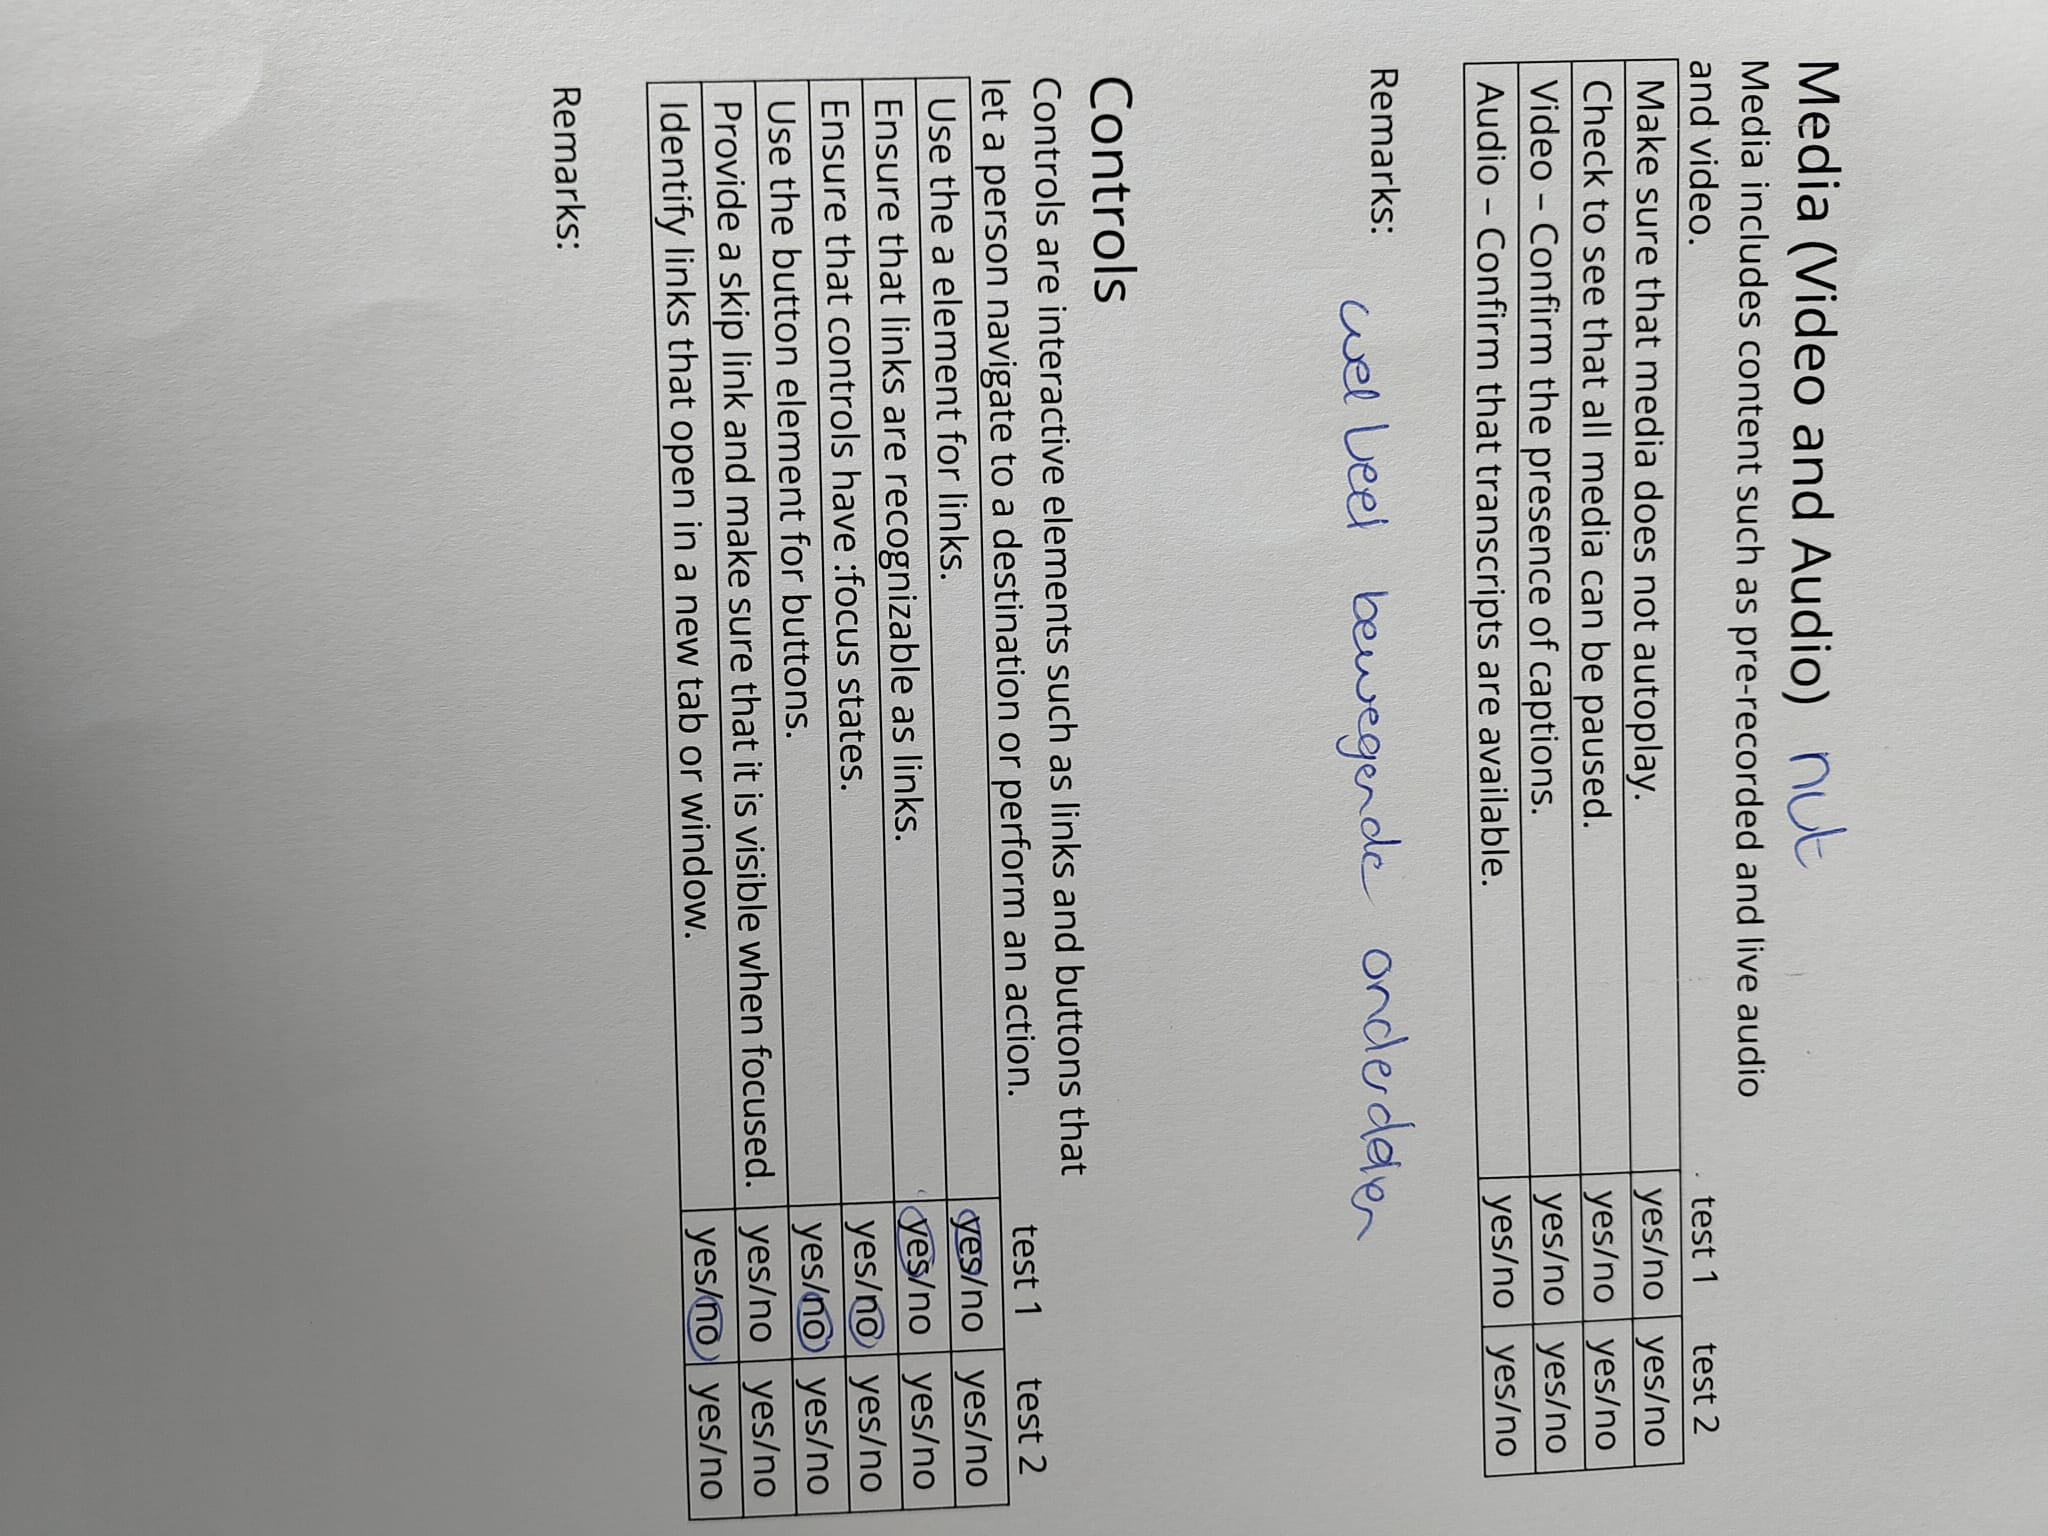 Media (Video and Audio) nvt
Media includes content such as pre-recorded and live audio
and video. test 1 test 2
Make sure that media does not autoplay. yes/no yes/no
Check to see that all media can be paused. yes/no yes/no
Video – Confirm the presence of captions. yes/no yes/no
Audio – Confirm that transcripts are available. yes/no yes/no
Remarks:
wel veel bewegende onderdelen
Controls
Controls are interactive elements such as links and buttons that
let a person navigate to a destination or perform an action. test 1 test 2
Use the a element for links. yes/no yes/no
Ensure that links are recognizable as links. yes/no yes/no
Ensure that controls have :focus states. yes/no yes/no
Use the button element for buttons. yes/no yes/no
Provide a skip link and make sure that it is visible when focused. yes/no yes/no
Identify links that open in a new tab or window. yes/no yes/no
Remarks: